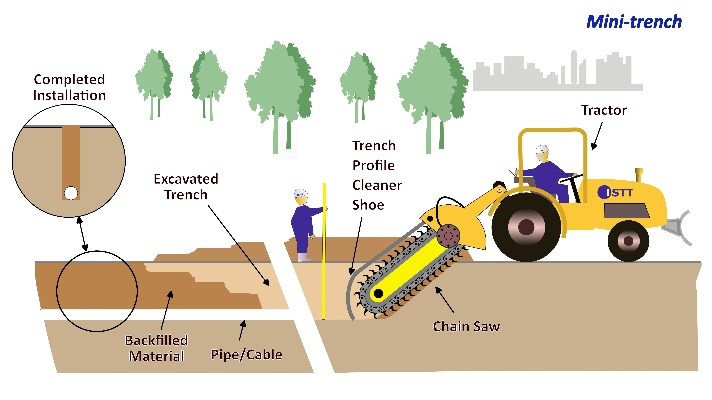 Mini-trench
Completed
Installation
Tractor
Trench
Profile
Cleaner
Shoe
Excavated
Trench
ISTT
Chain Saw
Backfilled
Material
Pipe/Cable